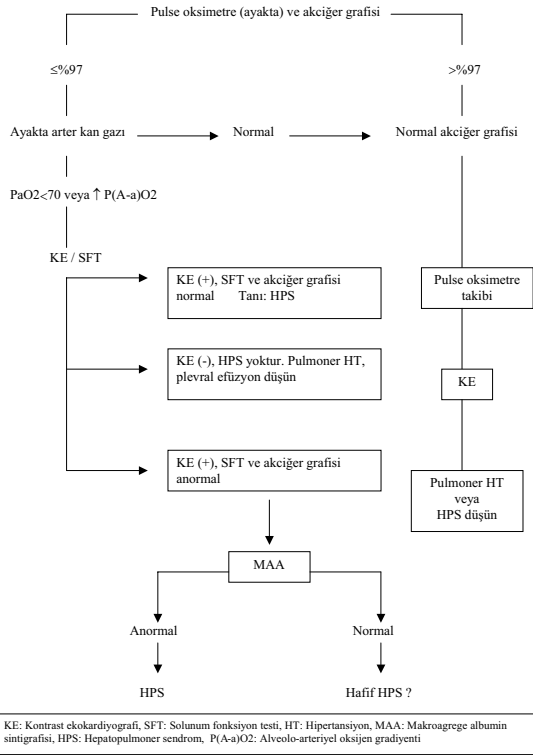 Pulse oksimetre (ayakta) ve akciğer grafisi
≤%97
>%97
Ayakta arter kan gazı
Normal
Normal akciğer grafisi
PaO2<70 veya ↑ P(A-a)O2
KE / SFT
KE (+), SFT ve akciğer grafisi
normal Tanı: HPS
Pulse oksimetre
takibi
KE (-), HPS yoktur. Pulmoner HT,
plevral efüzyon düşün
KE
KE (+), SFT ve akciğer grafisi
anormal
Pulmoner HT
veya
HPS düşün
MAA
Anormal
Normal
HPS
Hafif HPS ?
KE: Kontrast ekokardiyografi, SFT: Solunum fonksiyon testi, HT: Hipertansiyon, MAA: Makroagrege albumin
sintigrafisi, HPS: Hepatopulmoner sendrom, P(A-a)O2: Alveolo-arteriyel oksijen gradiyenti